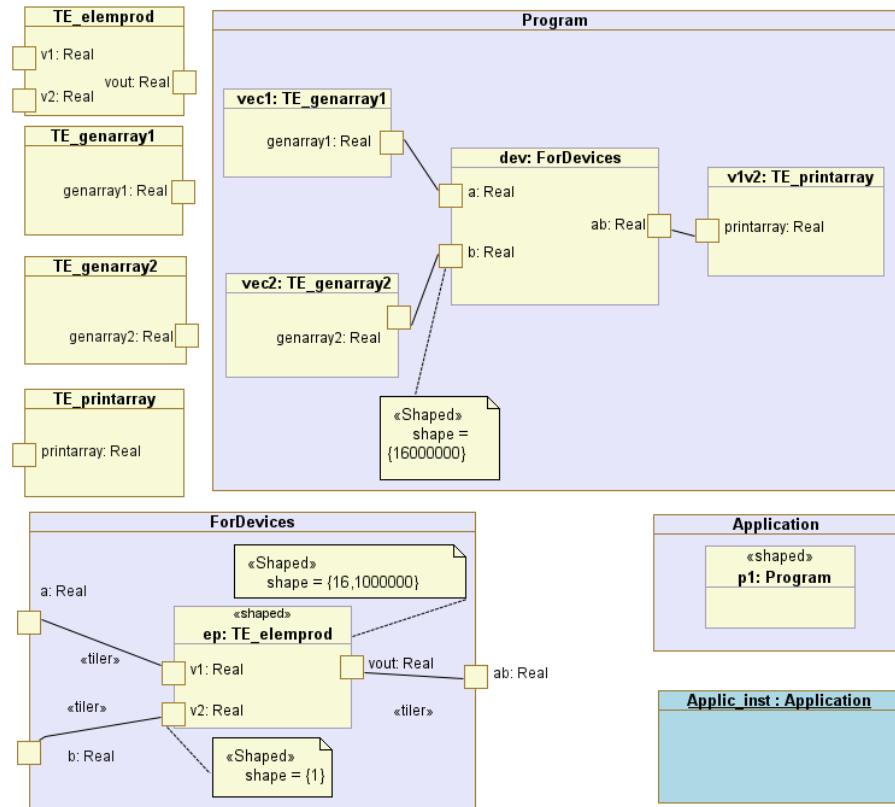 TE_elemprod
v1: Real
vout: Real
v2: Real
TE_genarray1
genarray1: Real
TE_genarray2
genarray2: Real
TE_printarray
printarray: Real
Program
vec1: TE_genarray1
genarray1: Real
dev: ForDevices
a: Real
ab: Real
b: Real
v1v2: TE_printarray
printarray: Real
vec2: TE_genarray2
genarray2: Real
«Shaped»
shape =
{16000000}
ForDevices
«Shaped»
shape = {16,1000000}
a: Real
«shaped»
ep: TE_elemprod
«tiler»
v1: Real
vout: Real
ab: Real
«tiler»
v2: Real
«tiler»
b: Real
«Shaped»
shape = {1}
Application
«shaped»
p1: Program
Applic_inst : Application